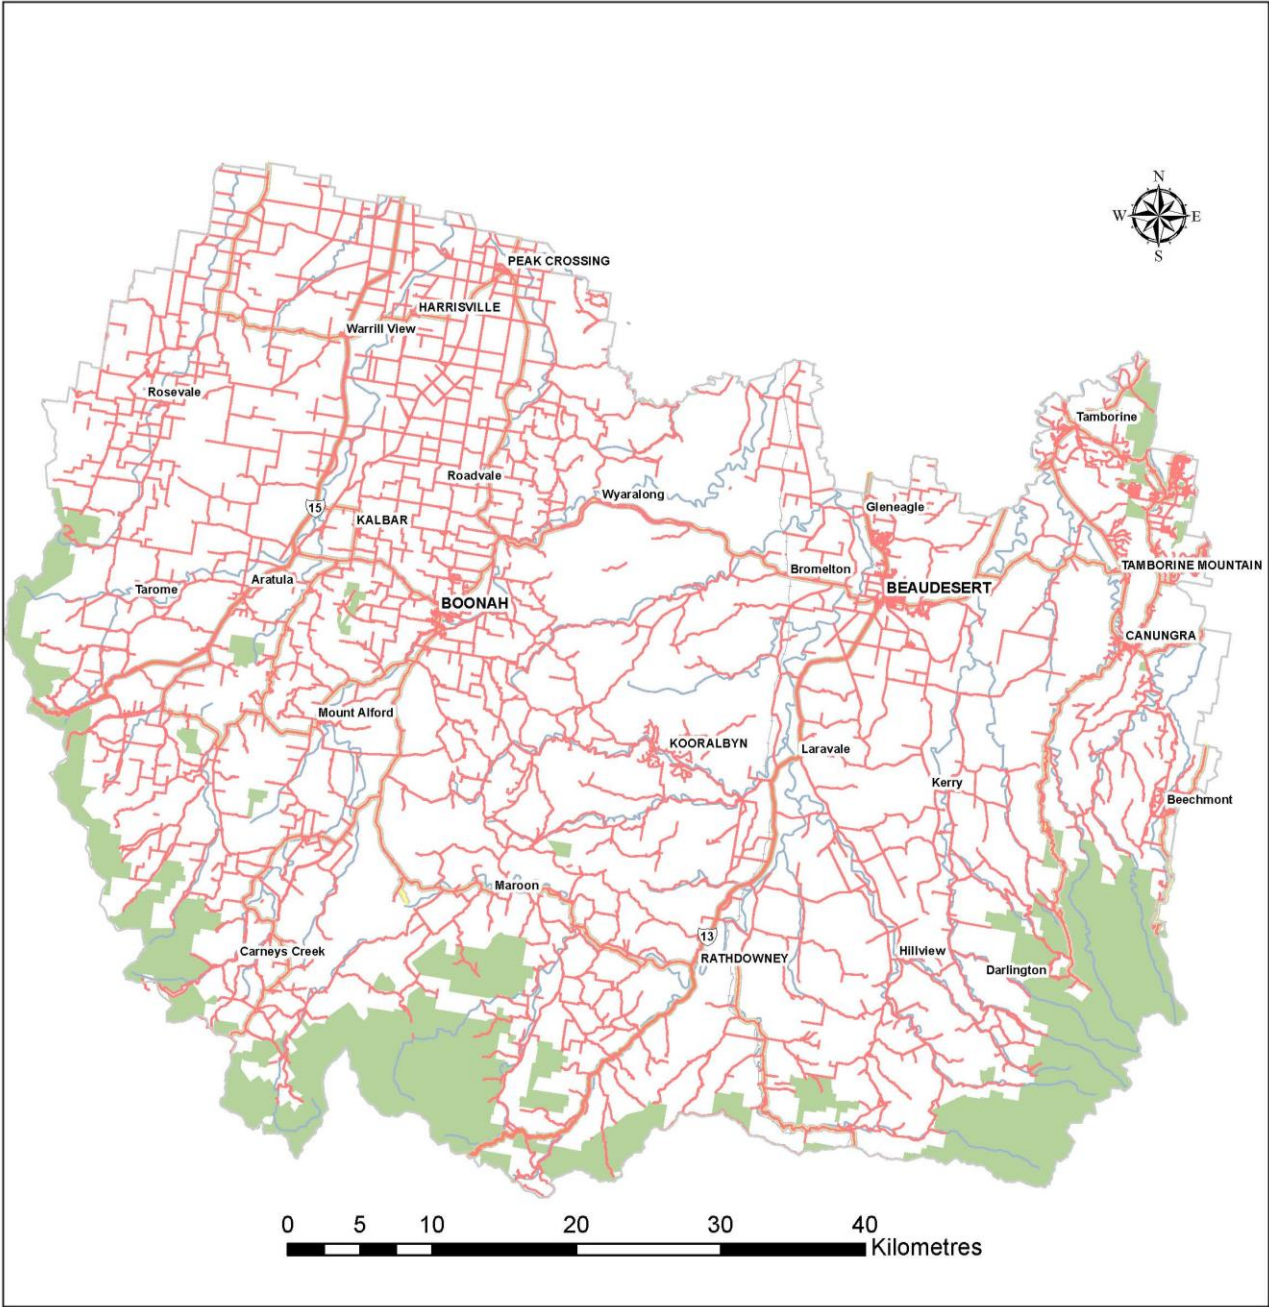 N
W E
S
PEAK CROSSING
HARRISVILLE
Warrill View
Rosevale
Tamborine
Roadvale
Wyaralong
15
Gleneagle
KALBAR
TAMBORINE MOUNTAIN
Bromelton
Aratula
Tarome
BEAUDESERT
BOONAH
CANUNGRA
Mount Alford
KOORALBYN
Laravale
Kerry
Beechmont
Maroon
13
Carneys Creek
Hillview
RATHDOWNEY
Darlington
0 5 10 20 30 40
Kilometres